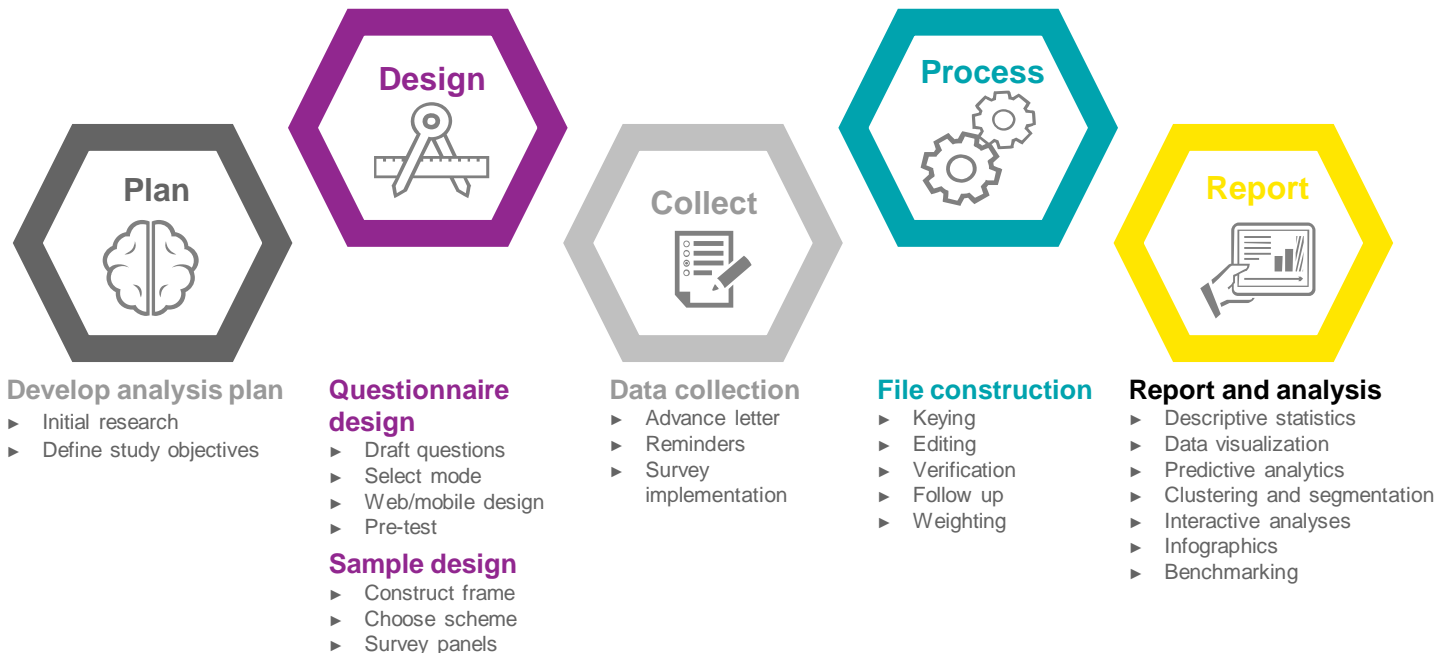 Plan
Design
Collect
Process
Report
Develop analysis plan
► Initial research
► Define study objectives
Questionnaire
design
► Draft questions
► Select mode
► Web/mobile design
► Pre-test
Sample design
► Construct frame
► Choose scheme
► Survey panels
Data collection
► Advance letter
► Reminders
► Survey
implementation
File construction
► Keying
► Editing
► Verification
► Follow up
► Weighting
Report and analysis
► Descriptive statistics
► Data visualization
► Predictive analytics
► Clustering and segmentation
► Interactive analyses
► Infographics
► Benchmarking